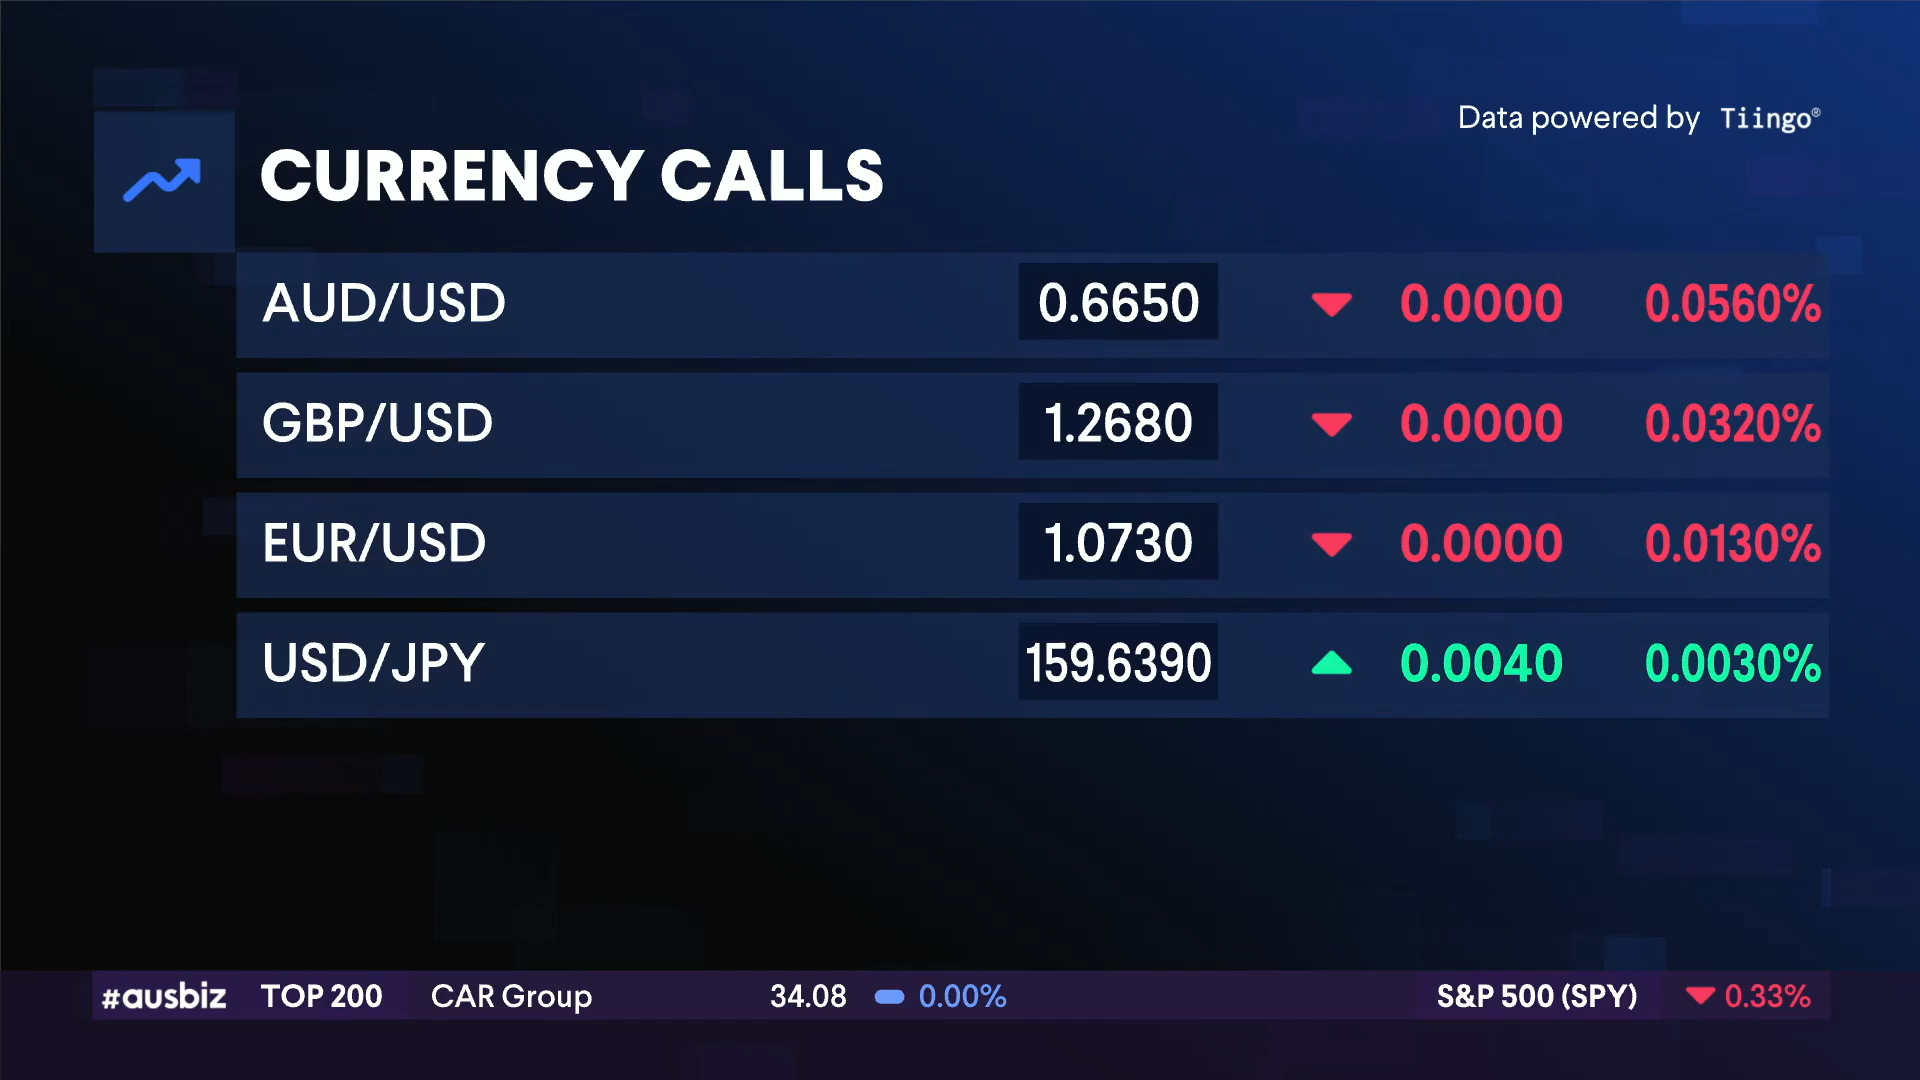 Data powered by Tiingo®
CURRENCY CALLS
AUD/USD 0.6650 0.0000 0.0560%
GBP/USD 1.2680 0.0000 0.0320%
EUR/USD 1.0730 0.0000 0.0130%
USD/JPY 159.6390 0.0040 0.0030%
#ausbiz TOP 200 CAR Group 34.08 0.00% S&P 500 (SPY) 0.33%